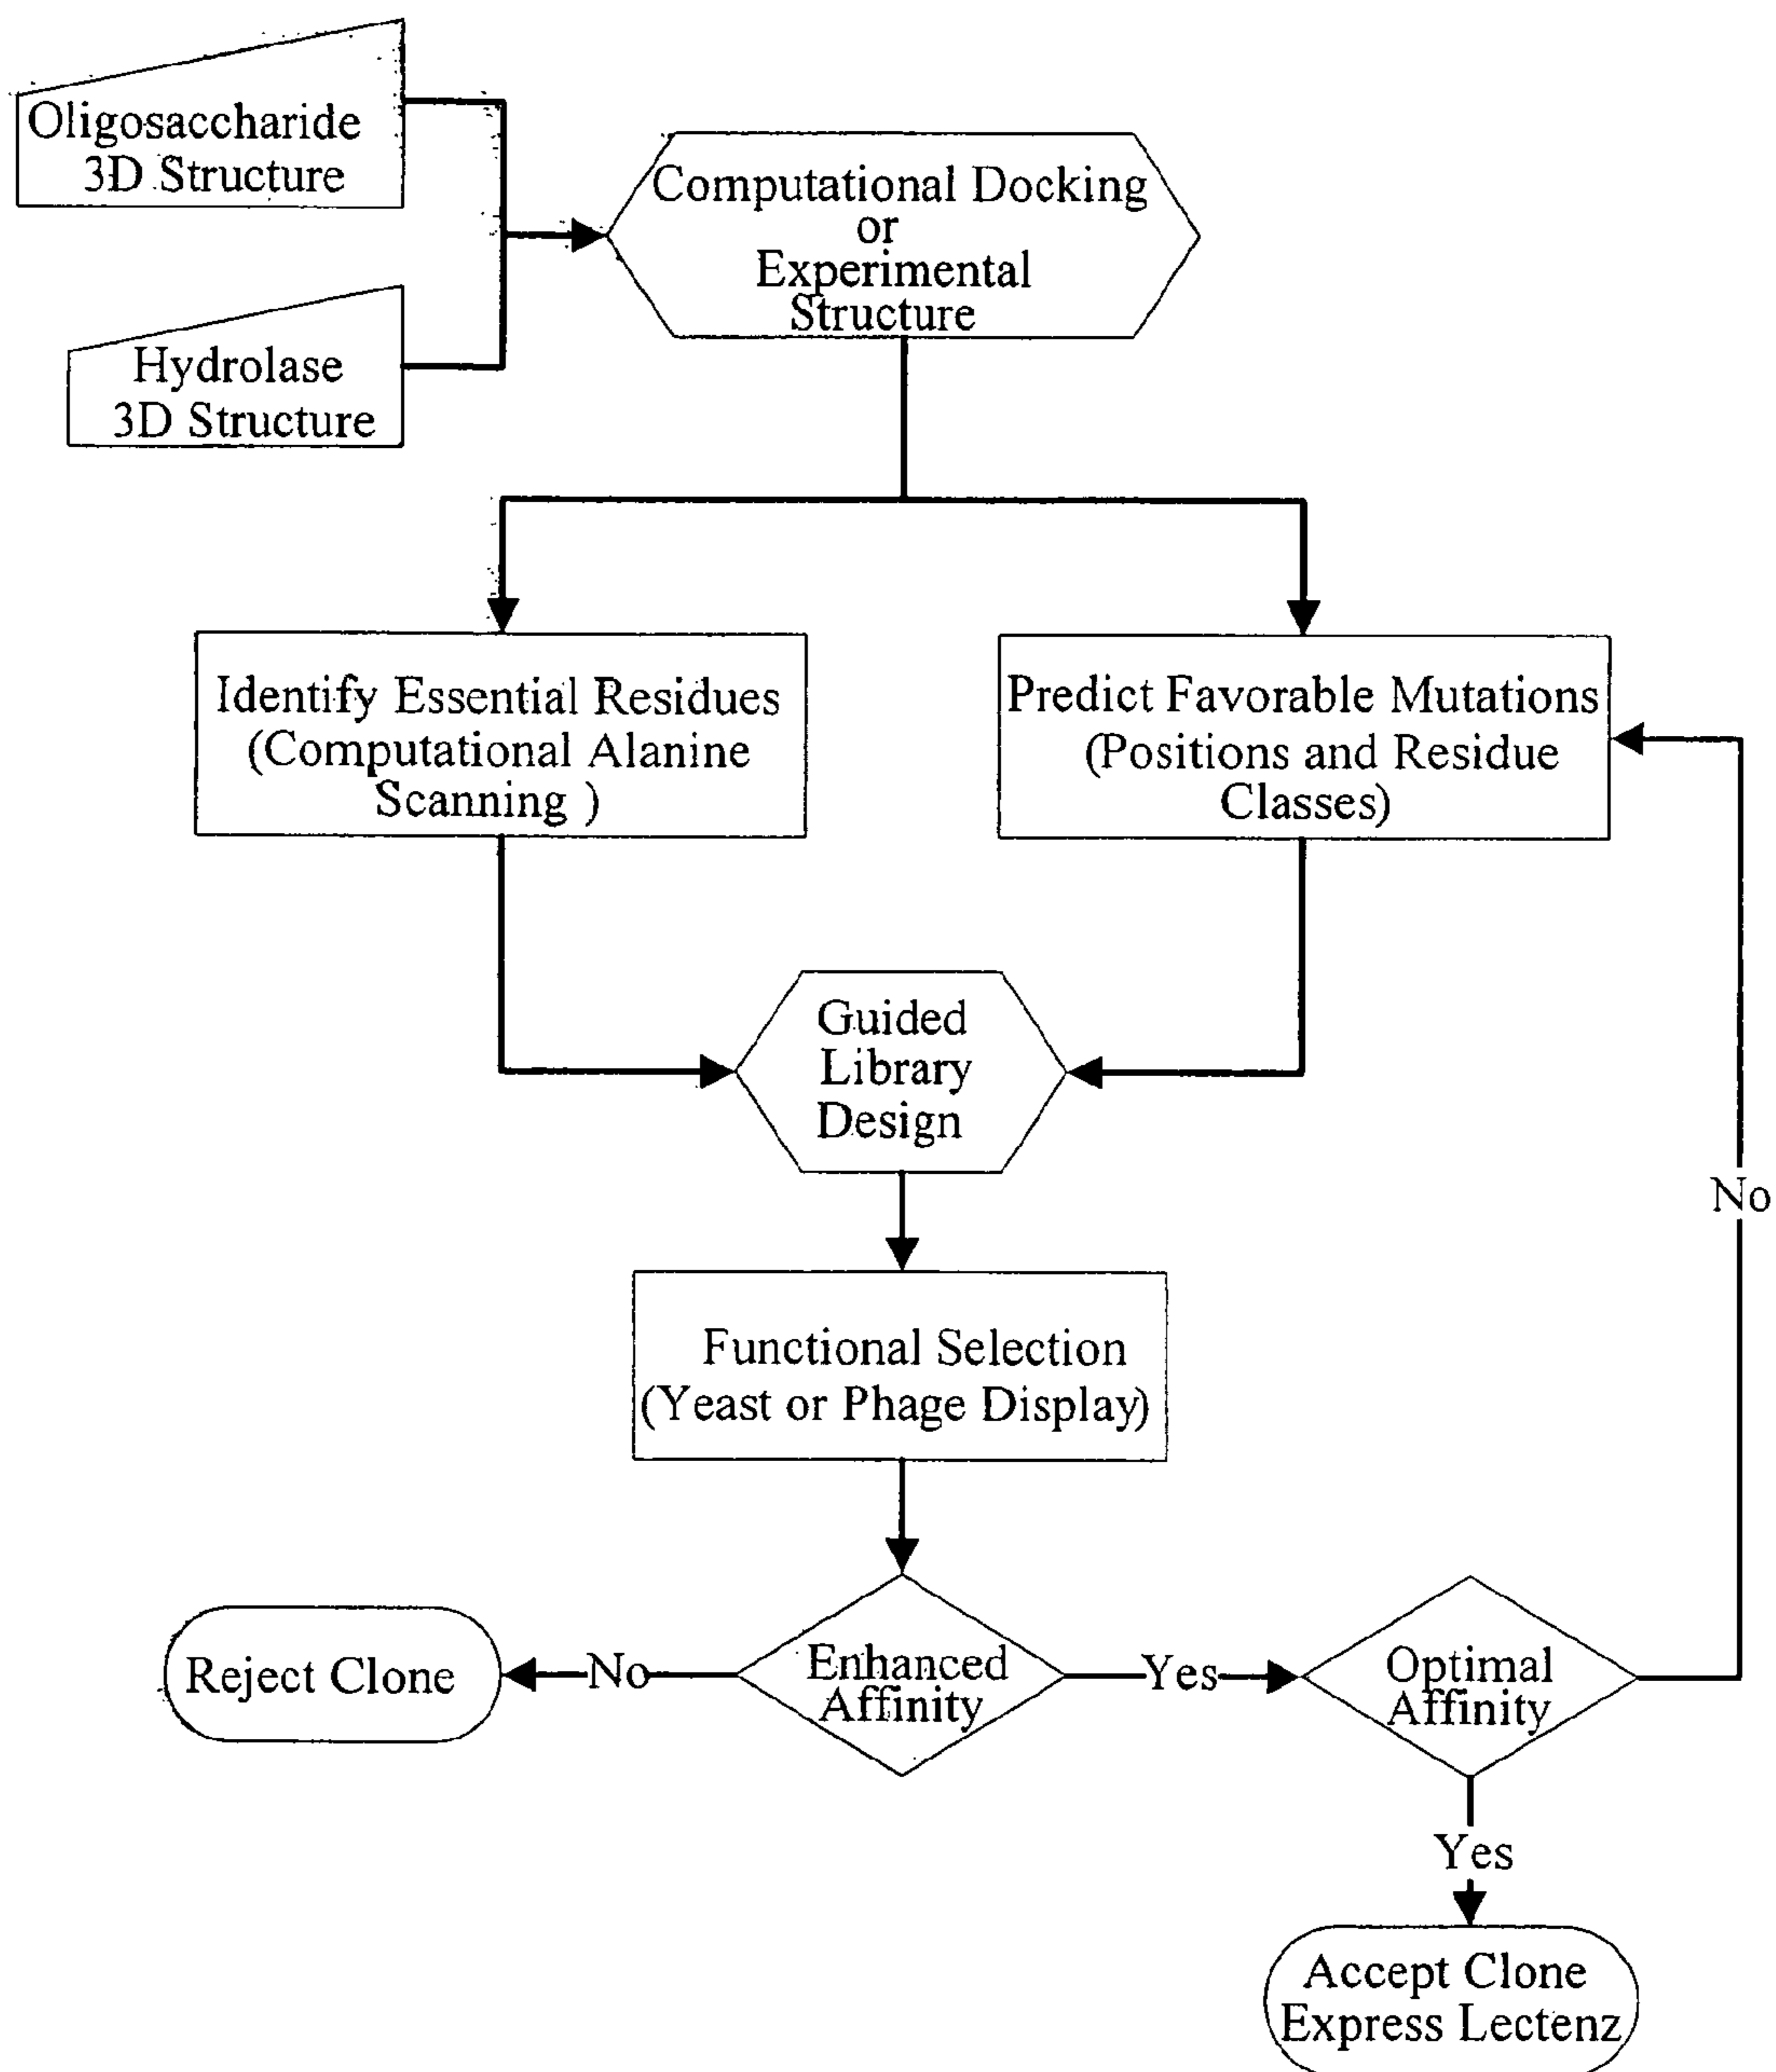 Oligosaccharide
3D Structure
Hydrolase
3D Structure
Computational Docking
or
Experimental
Structure
Identify Essential Residues
(Computational Alanine
Scanning )
Predict Favorable Mutations
(Positions and Residue
Classes)
Guided
Library
Design
No
Functional Selection
(Yeast or Phage Display)
Reject Clone
No
Enhanced
Affinity
Yes
Optimal
Affinity
Yes
Accept Clone
Express Lectenz